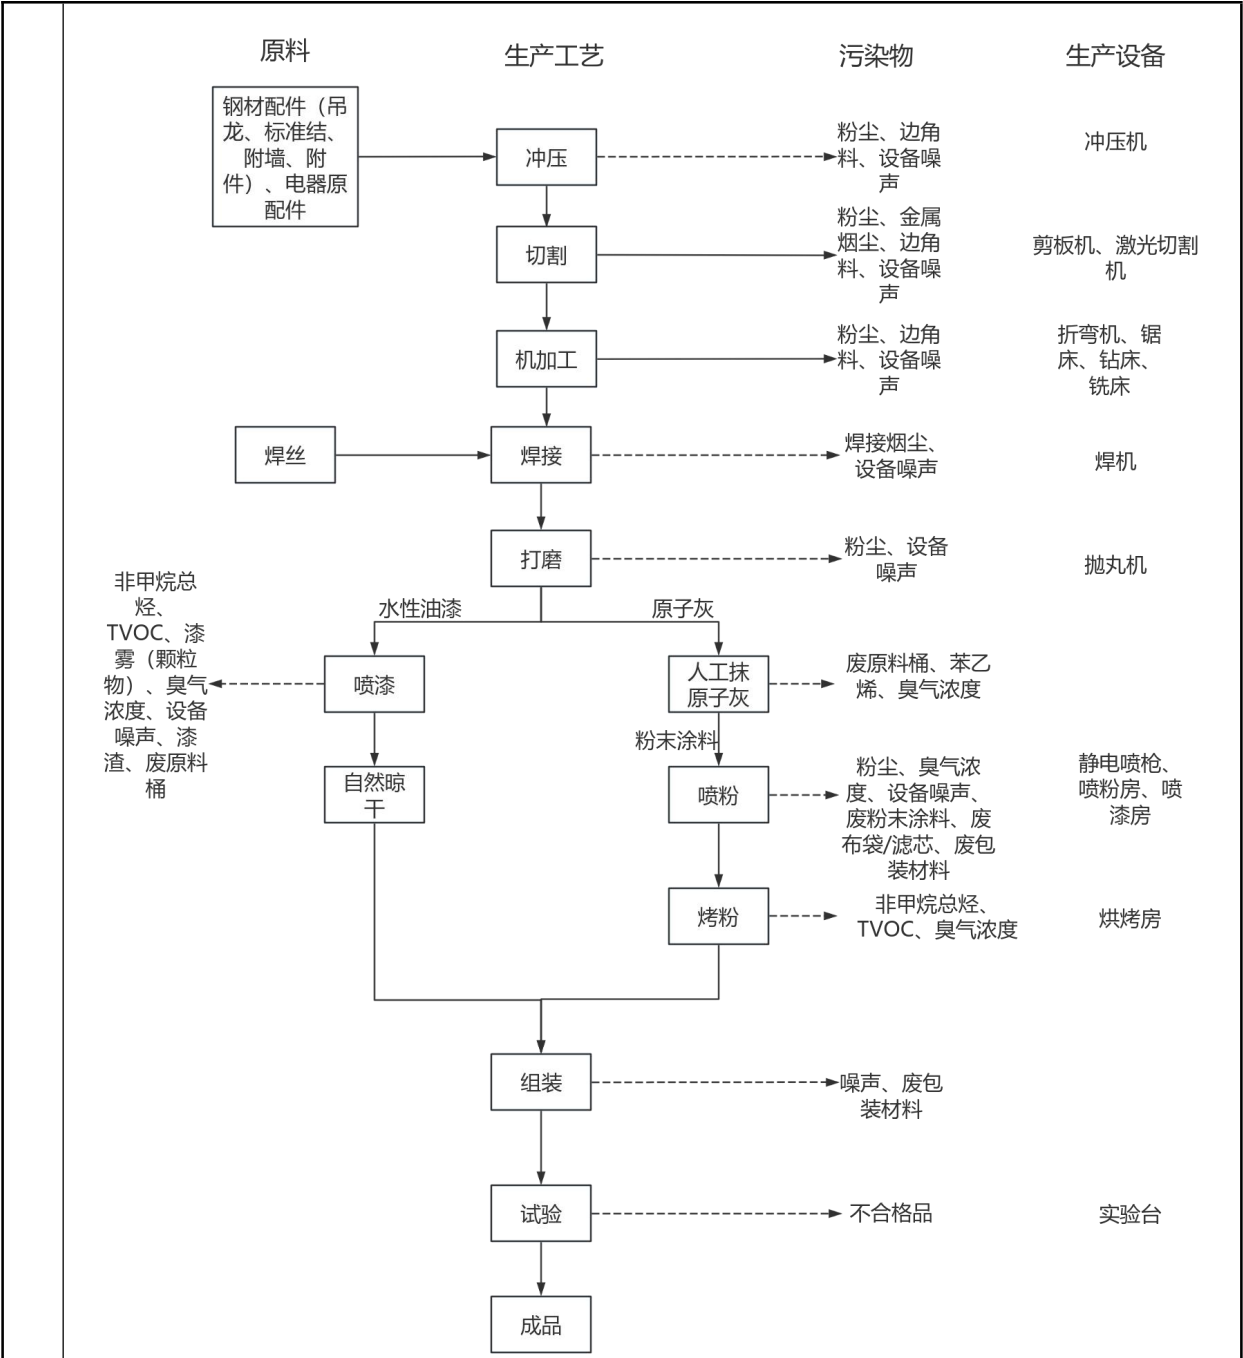 原料
生产工艺
污染物
生产设备
钢材配件（吊
龙、标准结、
附墙、附
件）、电器原
配件
冲压
粉尘、边角
料、设备噪
声
冲压机
切割
粉尘、金属
烟尘、边角
料、设备噪
声
剪板机、激光切割
机
机加工
粉尘、边角
料、设备噪
声
折弯机、锯
床、钻床、
铣床
焊丝
焊接
焊接烟尘、
设备噪声
焊机
打磨
粉尘、设备
噪声
抛丸机
水性油漆
原子灰
非甲烷总
烃、
TVOC、漆
雾（颗粒
物）、臭气
浓度、设备
噪声、漆
渣、废原料
桶
喷漆
人工抹
原子灰
废原料桶、苯乙
烯、臭气浓度
粉末涂料
自然晾
干
喷粉
粉尘、臭气浓
度、设备噪声、
废粉末涂料、废
布袋/滤芯、废包
装材料
静电喷枪、
喷粉房、喷
漆房
烤粉
非甲烷总烃、
TVOC、臭气浓度
烘烤房
组装
噪声、废包
装材料
试验
不合格品
实验台
成品